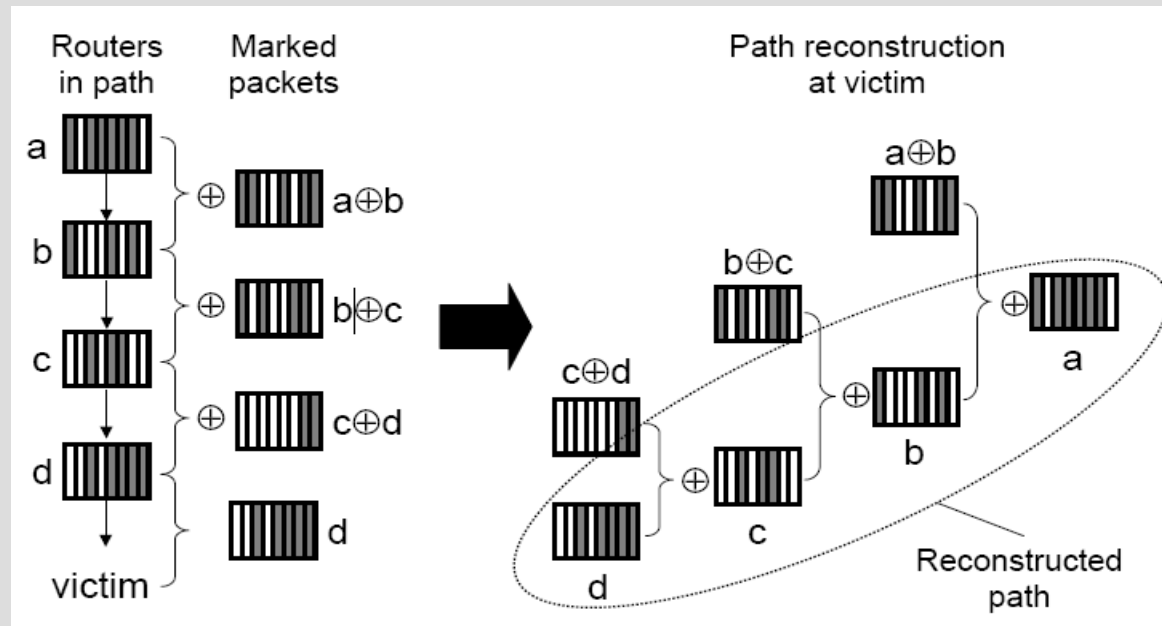 Routers
in path
Marked
packets
a
b
c
d
victim
⊕ a⊕b
⊕ b|⊕c
⊕ c⊕d
d
Path reconstruction
at victim
a⊕b
b⊕c
c⊕d
⊕
⊕
⊕
a
b
c
d
Reconstructed
path